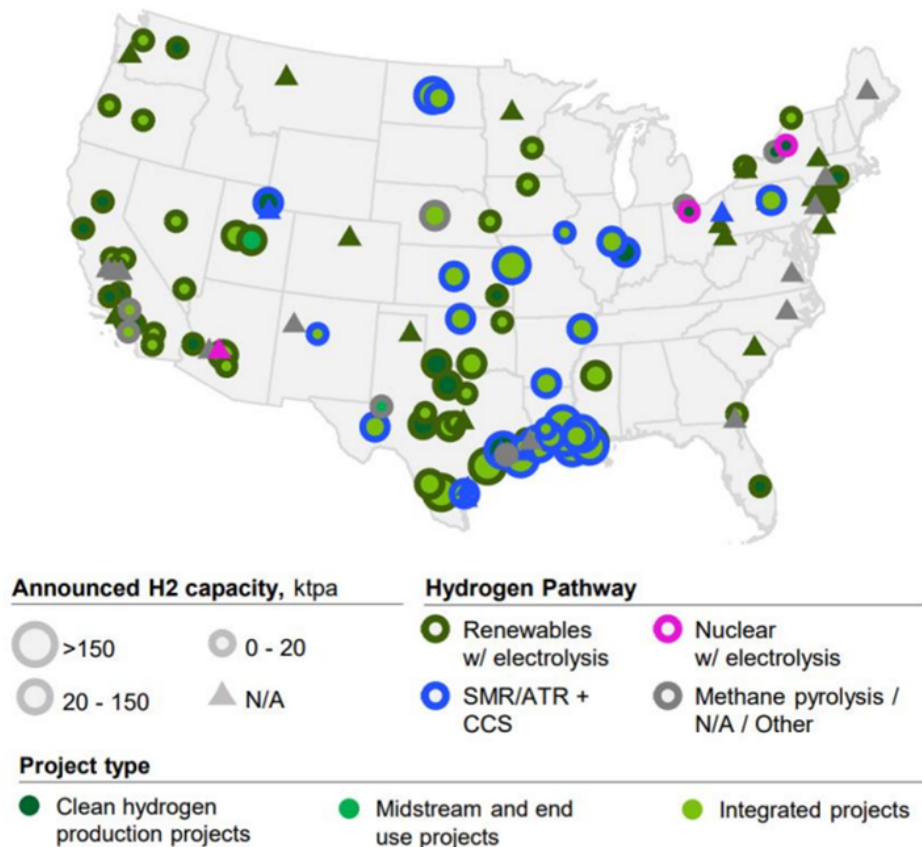 Announced H2 capacity, ktpa
>150
0 - 20
20 - 150
N/A
Hydrogen Pathway
Renewables
w/ electrolysis
Nuclear
w/ electrolysis
SMR/ATR +
CCS
Methane pyrolysis /
N/A / Other
Project type
Clean hydrogen
production projects
Midstream and end
use projects
Integrated projects